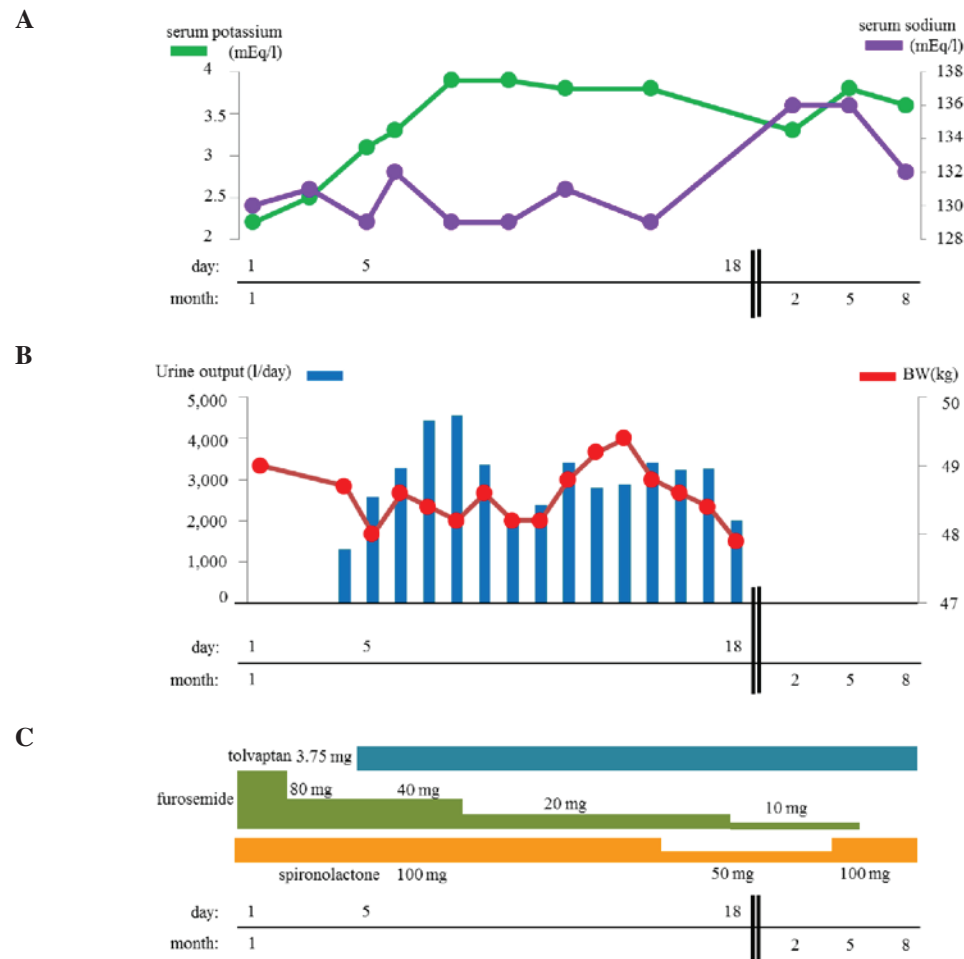 A
serum potassium
(mEq/l)
serum sodium
(mEq/l)
4
3.5
3
2.5
2
138
136
134
132
130
128
day: 1 5 18
month: 1 2 5 8
B
Urine output (l/day)
BW(kg)
5,000
4,000
3,000
2,000
1,000
0
50
49
48
47
day: 1 5 18
month: 1 2 5 8
C
tolvaptan 3.75 mg
furosemide 80 mg 40 mg 20 mg 10 mg
spironolactone 100 mg 50 mg 100 mg
day: 1 5 18
month: 1 2 5 8